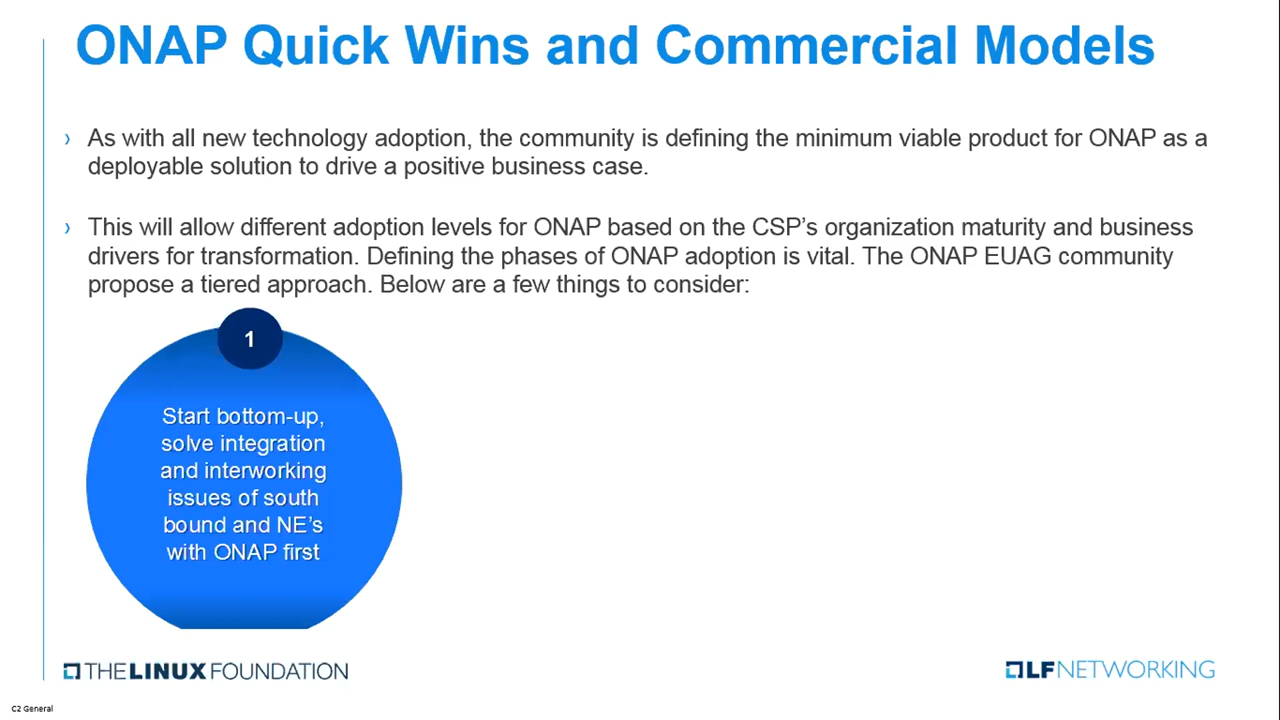 ONAP Quick Wins and Commercial Models
› As with all new technology adoption, the community is defining the minimum viable product for ONAP as a
deployable solution to drive a positive business case.
› This will allow different adoption levels for ONAP based on the CSP’s organization maturity and business
drivers for transformation. Defining the phases of ONAP adoption is vital. The ONAP EUAG community
propose a tiered approach. Below are a few things to consider:
1
Start bottom-up,
solve integration
and interworking
issues of south
bound and NE’s
with ONAP first
THE LINUX FOUNDATION
LFNETWORKING
C2 General